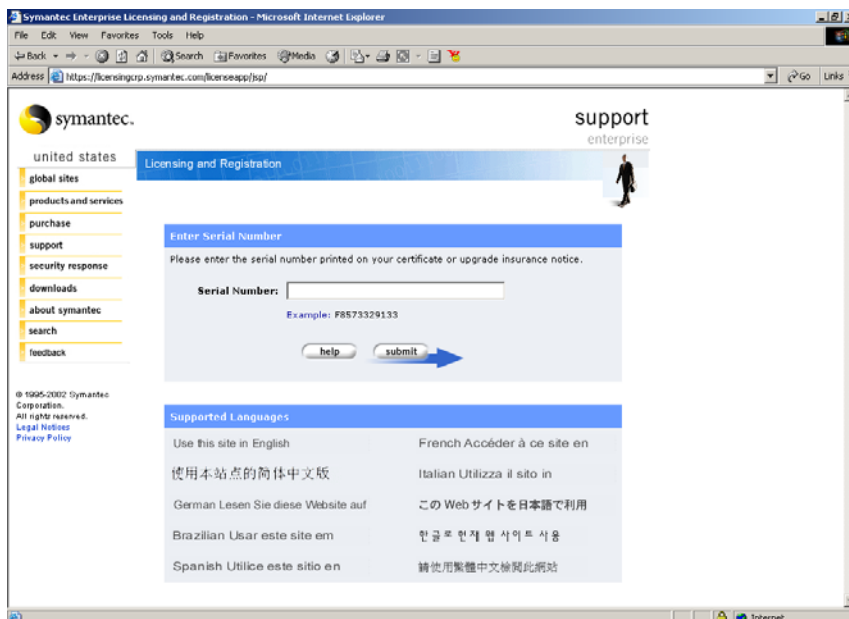 Symantec Enterprise Licensing and Registration - Microsoft Internet Explorer
File Edit View Favorites Tools Help
Back Search Favorites Media
Address https://licensingcrp.symantec.com/licenseapp/jsp/ Go Links
symantec.
support
enterprise
united states
Licensing and Registration
global sites
products and services
purchase
support
security response
downloads
about symantec
search
feedback
© 1995-2002 Symantec
Corporation.
All rights reserved.
Legal Notices
Privacy Policy
Enter Serial Number
Please enter the serial number printed on your certificate or upgrade insurance notice.
Serial Number:
Example: F8573329133
help submit
Supported Languages
Use this site in English
French Accéder à ce site en
使用本站点的简体中文版
Italian Utilizza il sito in
German Lesen Sie diese Website auf
この Web サイトを日本語で利用
Brazilian Usar este site em
한글로 현재 웹 사이트 사용
Spanish Utilice este sitio en
請使用繁體中文檢閱此網站
Internet